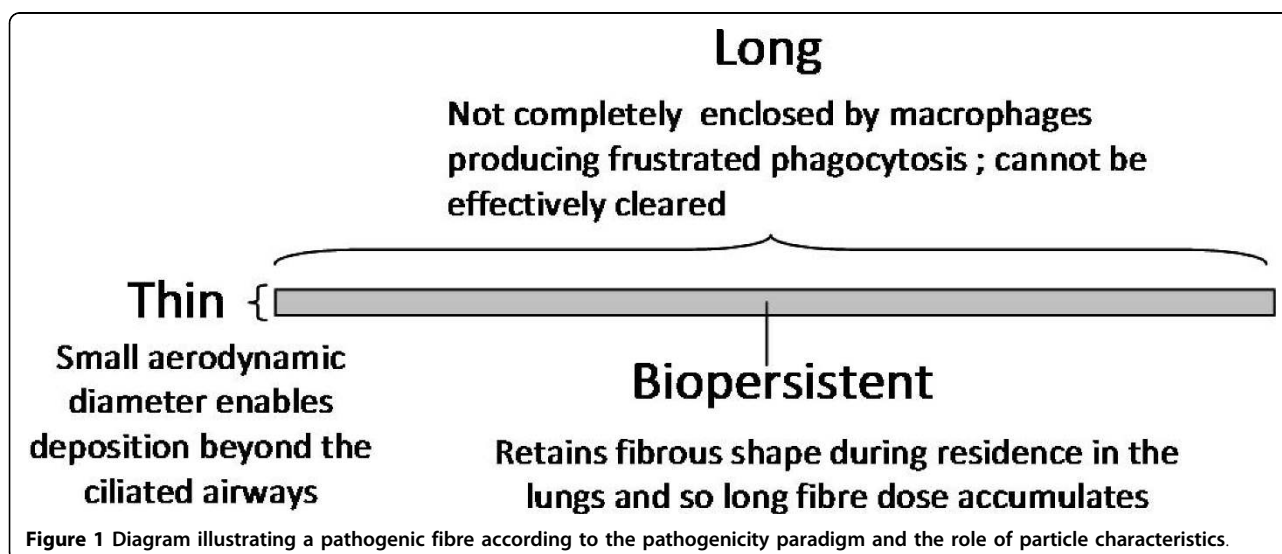 Long
Not completely enclosed by macrophages
producing frustrated phagocytosis ; cannot be
effectively cleared
Thin
Small aerodynamic
diameter enables
deposition beyond the
ciliated airways
Biopersistent
Retains fibrous shape during residence in the
lungs and so long fibre dose accumulates
Figure 1 Diagram illustrating a pathogenic fibre according to the pathogenicity paradigm and the role of particle characteristics.